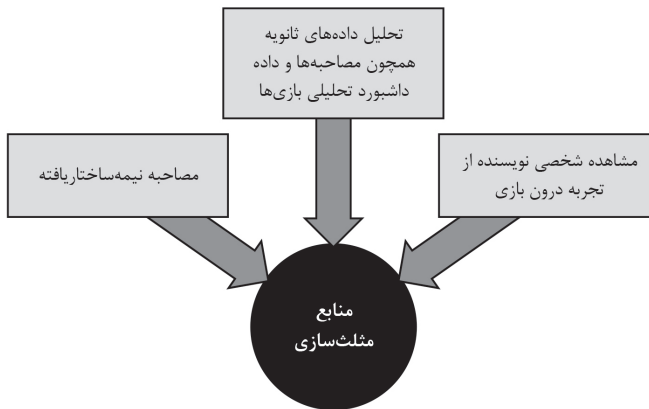 تحلیل داده‌های ثانویه
همچون مصاحبه‌ها و داده
داشبورد تحلیلی بازی‌ها
مشاهده شخصی نویسنده از
تجربه درون بازی
مصاحبه نیمه‌ساختاریافته
منابع
مثلث‌سازی